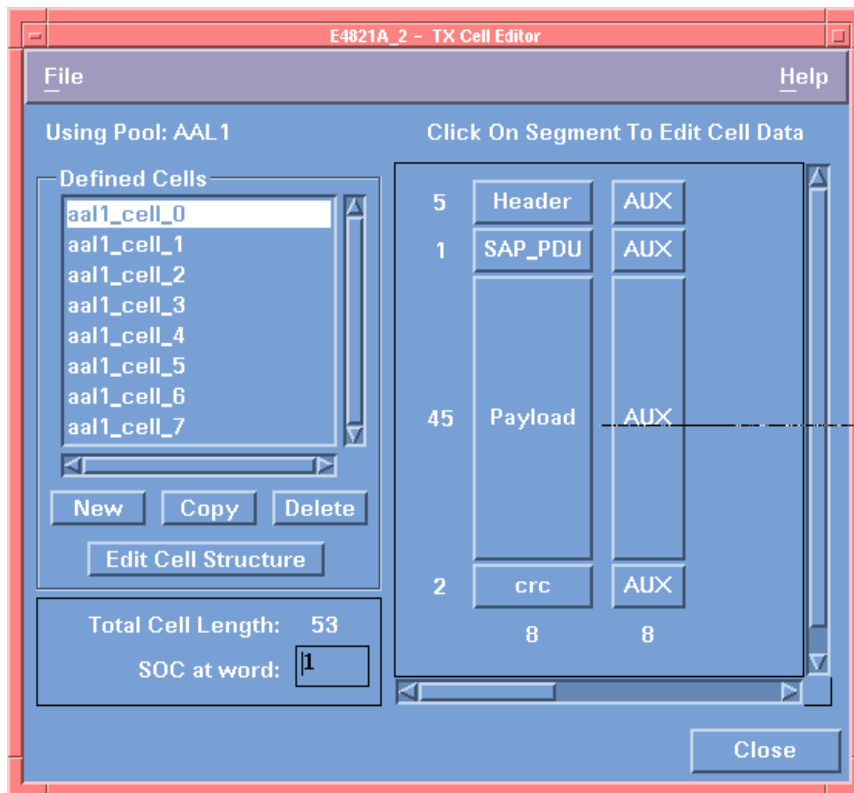 E4821A_2 - TX Cell Editor
File Help
Using Pool: AAL1
Click On Segment To Edit Cell Data
Defined Cells
aal1_cell_0
aal1_cell_1
aal1_cell_2
aal1_cell_3
aal1_cell_4
aal1_cell_5
aal1_cell_6
aal1_cell_7
New Copy Delete
Edit Cell Structure
Total Cell Length: 53
SOC at word: 1
5 Header AUX
1 SAP_PDU AUX
45 Payload AUX
2 crc AUX
8 8
Close